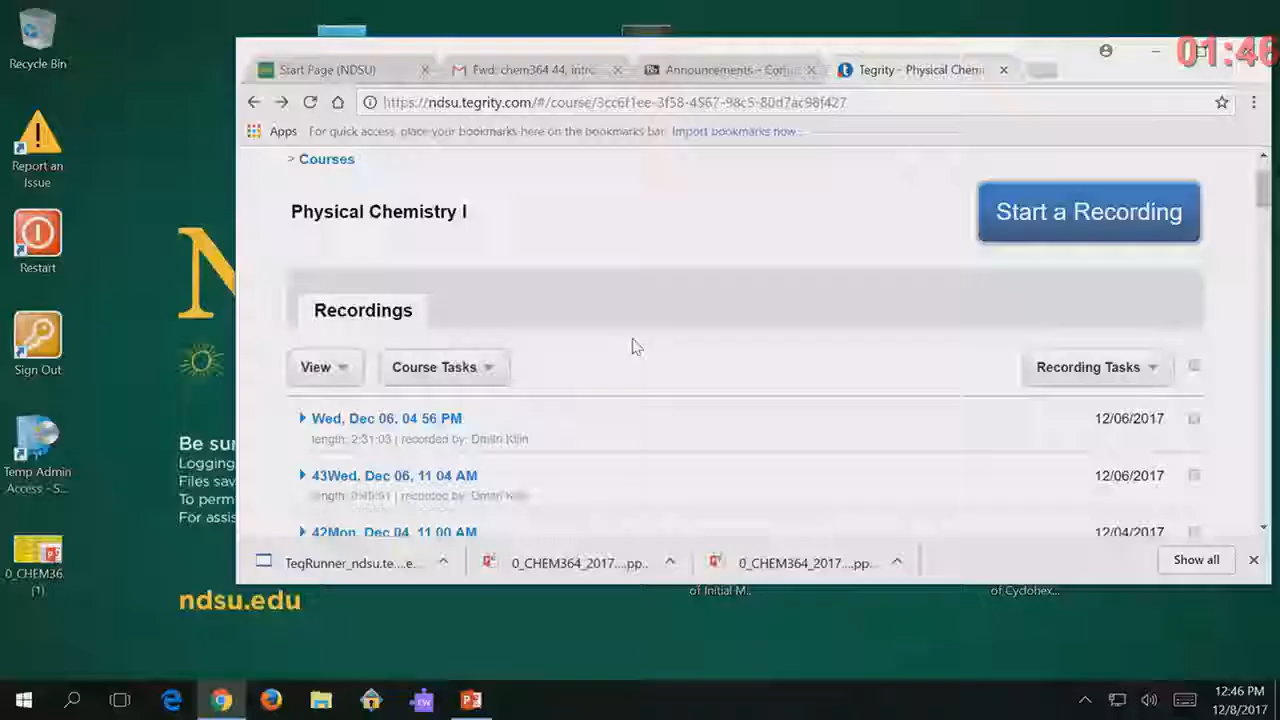 Recycle Bin
Report an
Issue
Restart
Sign Out
Temp Admin
Access - S...
0_CHEM36...
(1)
N
Be sur
Logging
Files sav
To perm
For assis
ndsu.edu
01:46
Start Page (NDSU)
Fwd: chem364 44, intro
Announcements -
Tegrity - Physical Chemi
https://ndsu.tegrity.com/#/course/3cc6f1ee-3f58-4567-98c5-80d7ac98f427
Apps
For quick access, place your bookmarks here on the bookmarks bar. Import bookmarks now...
> Courses
Physical Chemistry I
Start a Recording
Recordings
View
Course Tasks
Recording Tasks
Wed, Dec 06, 04 56 PM
12/06/2017
length: 2:31:03 | recorded by: Dmitri Kilin
43Wed, Dec 06, 11 04 AM
12/06/2017
recorded by: Dmitri
42Mon, Dec 04, 11 00 AM
12/04/2017
TegRunner_ndsu.te....e...
0_CHEM364_2017....pp...
0_CHEM364_2017....pp...
Show all
of Initial M...
of Cyclohex...
12:46 PM
12/8/2017